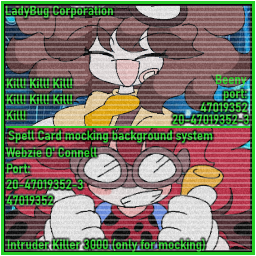 LadyBug Corporation
Kill! Kill! Kill!
Kill! Kill! Kill!
Kill!
Beeny
port:
47019352
20-47019352-3
Spell Card mocking background system
Webzie O' Connell
Port:
20-47019352-3
47019352
Intruder Killer 3000 (only for mocking)